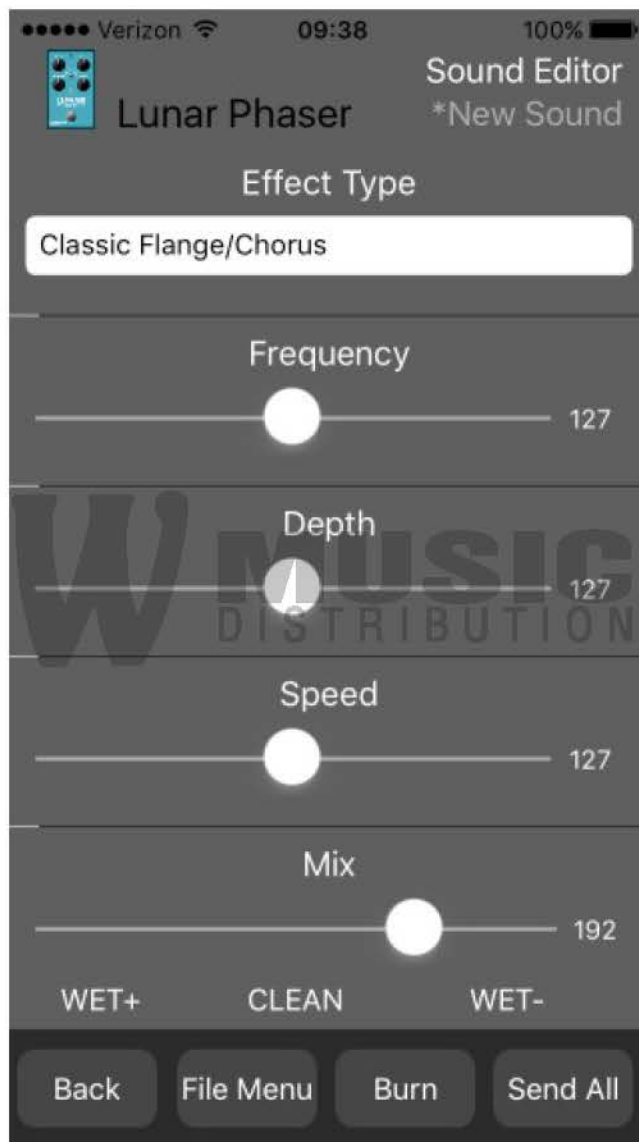 Verizon 09:38 100%
Sound Editor
Lunar Phaser *New Sound
Effect Type
Classic Flange/Chorus
Frequency
127
Depth
127
W MUSIC
DISTRIBUTION
Speed
127
Mix
192
WET+ CLEAN WET-
Back File Menu Burn Send All